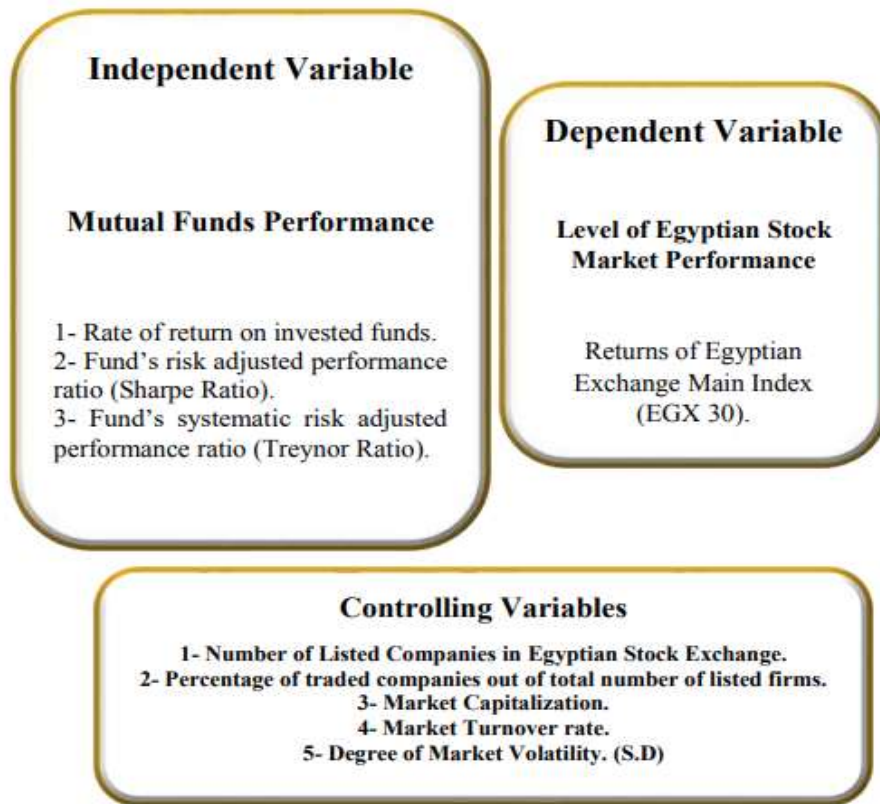 Independent Variable
Mutual Funds Performance
1- Rate of return on invested funds.
2- Fund's risk adjusted performance
ratio (Sharpe Ratio).
3- Fund's systematic risk adjusted
performance ratio (Treynor Ratio).
Dependent Variable
Level of Egyptian Stock
Market Performance
Returns of Egyptian
Exchange Main Index
(EGX 30).
Controlling Variables
1- Number of Listed Companies in Egyptian Stock Exchange.
2- Percentage of traded companies out of total number of listed firms.
3- Market Capitalization.
4- Market Turnover rate.
5- Degree of Market Volatility. (S.D)